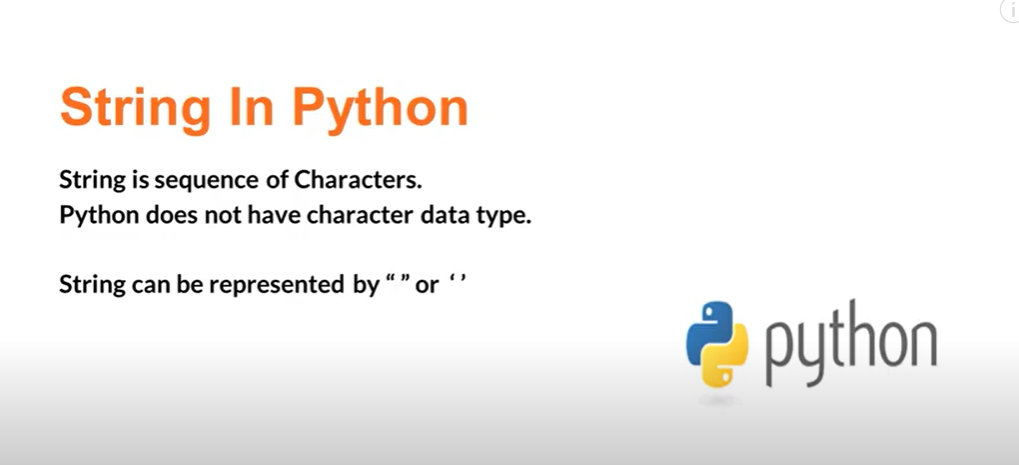 String In Python
String is sequence of Characters.
Python does not have character data type.
String can be represented by “ ” or ‘ ’
python